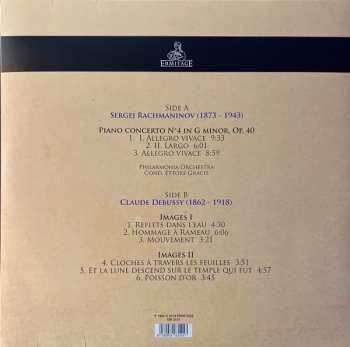 ERMITAGE
SIDE A
SERGEJ RACHMANINOV (1873 - 1943)
PIANO CONCERTO N°4 IN G MINOR, OP. 40
1. I. ALLEGRO VIVACE 9:33
2. II. LARGO 6:01
3. ALLEGRO VIVACE 8:59
PHILHARMONIA ORCHESTRA
COND. ETTORE GRACIS
SIDE B
CLAUDE DEBUSSY (1862 - 1918)
IMAGES I
1. REPLETS DANS L'EAU 4:30
2. HOMMAGE À RAMEAU 6:06
3. MOUVEMENT 3:21
IMAGES II
4. CLOCHES À TRAVERS LES FEUILLES 3:51
5. ET LA LUNE DESCEND SUR LE TEMPLE QUI FUT 4:57
6. POISSON D'OR 3:45